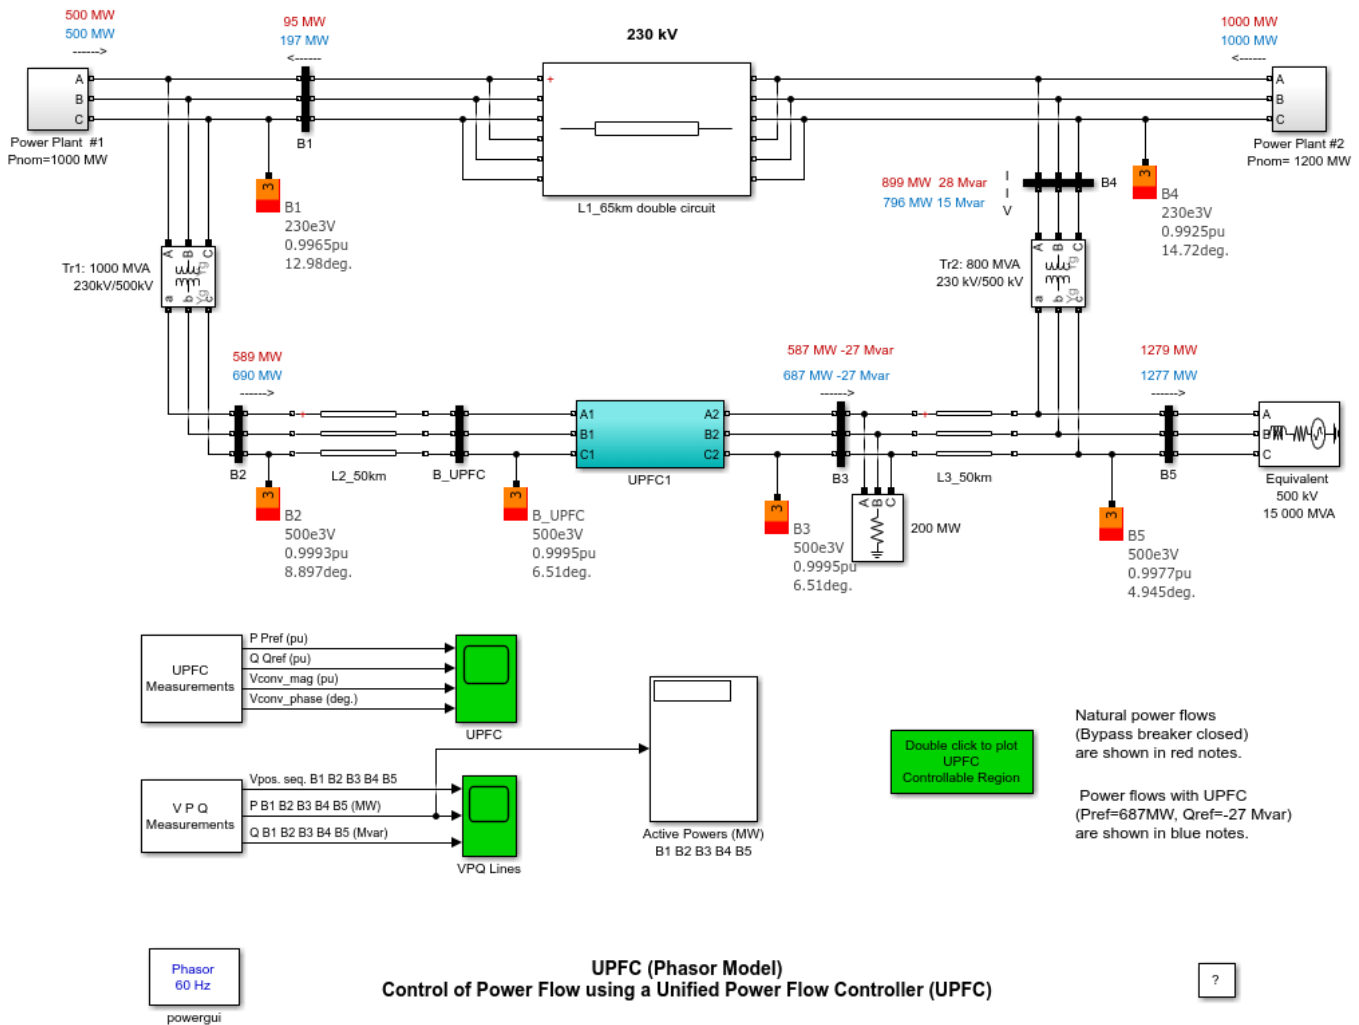 500 MW
500 MW
------>
95 MW
197 MW
<------
230 kV
1000 MW
1000 MW
<------
A
B
C
+
A
B
C
Power Plant #1
Pnom=1000 MW
B1
L1_65km double circuit
Power Plant #2
Pnom= 1200 MW
3
B1
230e3V
0.9965pu
12.98deg.
899 MW 28 Mvar
796 MW 15 Mvar
I
I
V
B4
3
B4
230e3V
0.9925pu
14.72deg.
A
B
C
a
b
c
Yg
Tr1: 1000 MVA
230kV/500kV
A
B
C
a
b
c
Yg
Yg
Tr2: 800 MVA
230 kV/500 kV
589 MW
690 MW
------>
587 MW -27 Mvar
687 MW -27 Mvar
------>
1279 MW
1277 MW
------>
+
A1
B1
C1
A2
B2
C2
+
A
B
C
B2
L2_50km
B_UPFC
UPFC1
B3
L3_50km
B5
Equivalent
500 kV
15 000 MVA
3
B2
500e3V
0.9993pu
8.897deg.
3
B_UPFC
500e3V
0.9995pu
6.51deg.
3
B3
500e3V
0.9995pu
6.51deg.
A
B
C
200 MW
3
B5
500e3V
0.9977pu
4.945deg.
UPFC
Measurements
P Pref (pu)
Q Qref (pu)
Vconv_mag (pu)
Vconv_phase (deg.)
UPFC
V P Q
Measurements
Vpos. seq. B1 B2 B3 B4 B5
P B1 B2 B3 B4 B5 (MW)
Q B1 B2 B3 B4 B5 (Mvar)
VPQ Lines
Active Powers (MW)
B1 B2 B3 B4 B5
Double click to plot
UPFC
Controllable Region
Natural power flows
(Bypass breaker closed)
are shown in red notes.
Power flows with UPFC
(Pref=687MW, Qref=-27 Mvar)
are shown in blue notes.
Phasor
60 Hz
powergui
UPFC (Phasor Model)
Control of Power Flow using a Unified Power Flow Controller (UPFC)
?